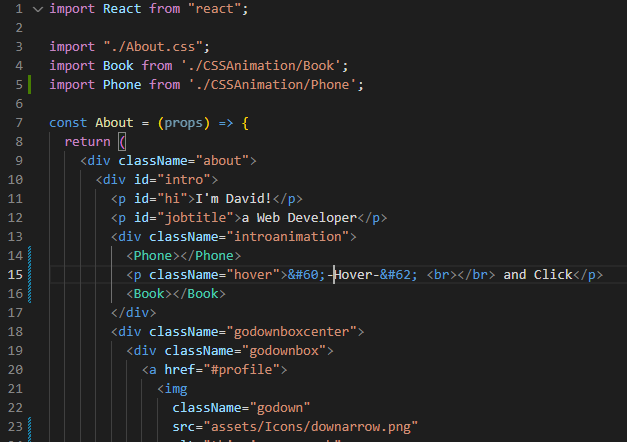 1 import React from "react";
2
3 import "./About.css";
4 import Book from './CSSAnimation/Book';
5 import Phone from './CSSAnimation/Phone';
6
7 const About = (props) => {
8 return (
9 <div className="about">
10 <div id="intro">
11 <p id="hi">I'm David!</p>
12 <p id="jobtitle">a Web Developer</p>
13 <div className="introanimation">
14 <Phone></Phone>
15 <p className="hover">&#60;-Hover-&#62; <br></br> and Click</p>
16 <Book></Book>
17 </div>
18 <div className="godownboxcenter">
19 <div className="godownbox">
20 <a href="#profile">
21 <img
22 className="godown"
23 src="assets/Icons/downarrow.png"